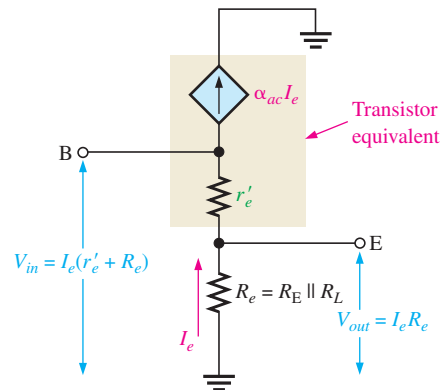 α_ac I_e
Transistor
equivalent
B
r′_e
E
V_in = I_e(r′_e + R_e)
R_e = R_E || R_L
V_out = I_e R_e
I_e